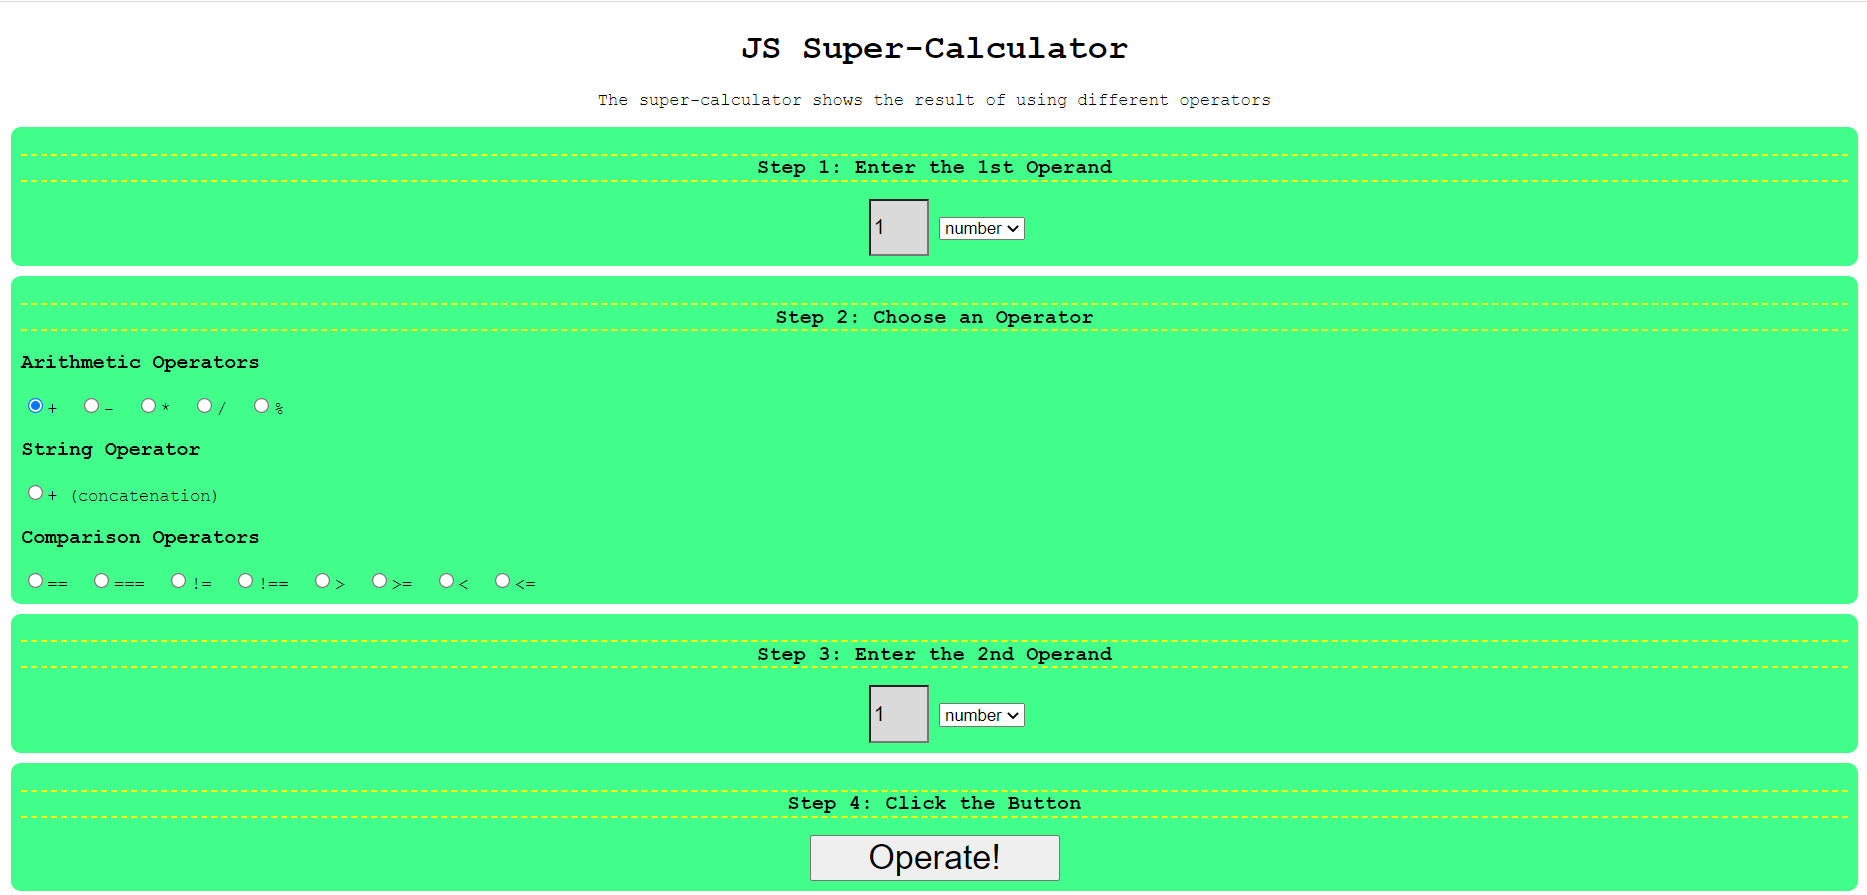 JS Super-Calculator
The super-calculator shows the result of using different operators
Step 1: Enter the 1st Operand
1 number
Step 2: Choose an Operator
Arithmetic Operators
+ - * / %
String Operator
+ (concatenation)
Comparison Operators
== === != !== > >= < <=
Step 3: Enter the 2nd Operand
1 number
Step 4: Click the Button
Operate!